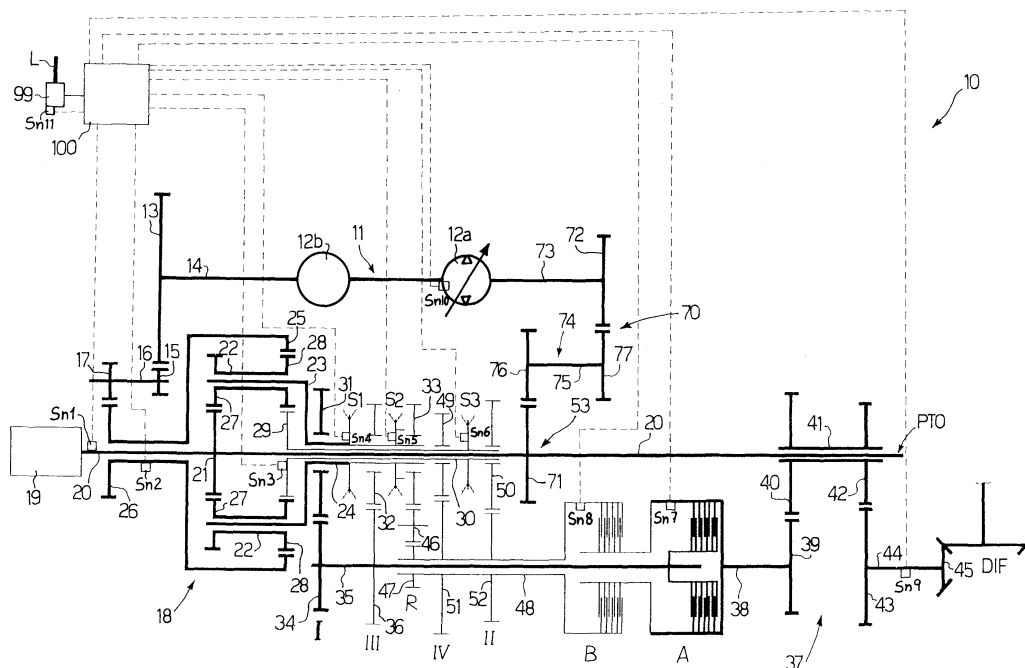 L
99
Sn11
100
10
13
14
12b
11
12a
Sn10
73
72
70
74
75
76
77
17
16
15
25
28
22
23
31
S1
S2
33
49
S3
53
20
41
PTO
Sn1
27
29
Sn4
Sn5
Sn6
19
20
Sn2
21
Sn3
71
26
27
24
32
30
50
40
42
22
46
Sn8
Sn7
39
44
45
DIF
18
28
35
47
R
48
38
Sn9
34
I
III
36
IV
51
52
II
B
A
43
37